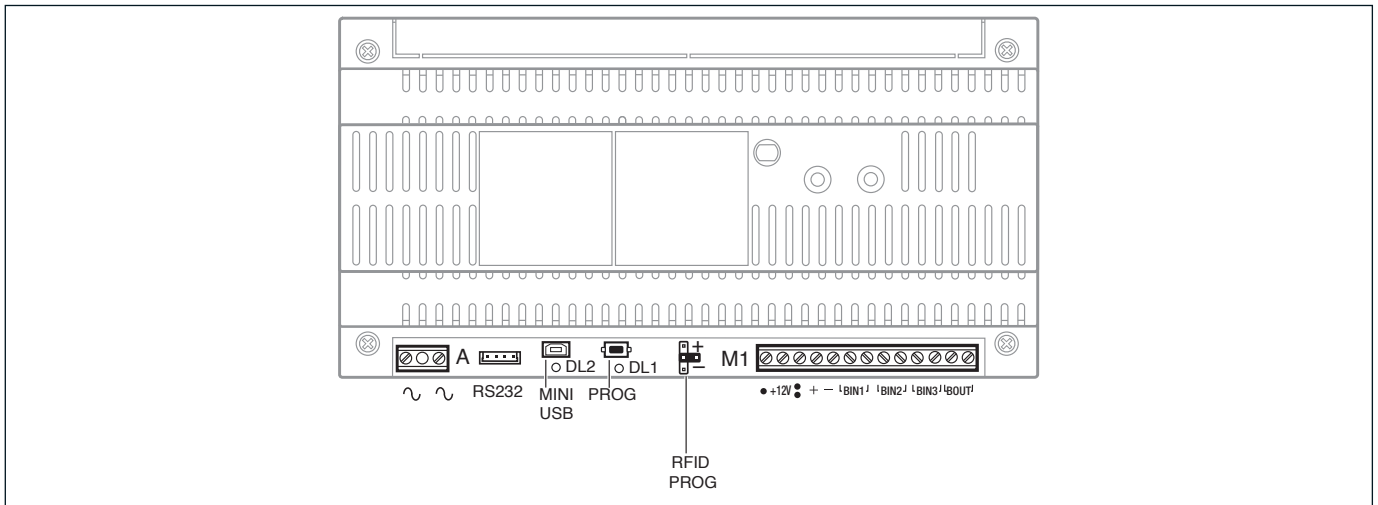 A
RS232
MINI
USB
DL2
PROG
DL1
+
−
RFID
PROG
M1
+12V
+ − BIN1 BIN2 BIN3 BOUT